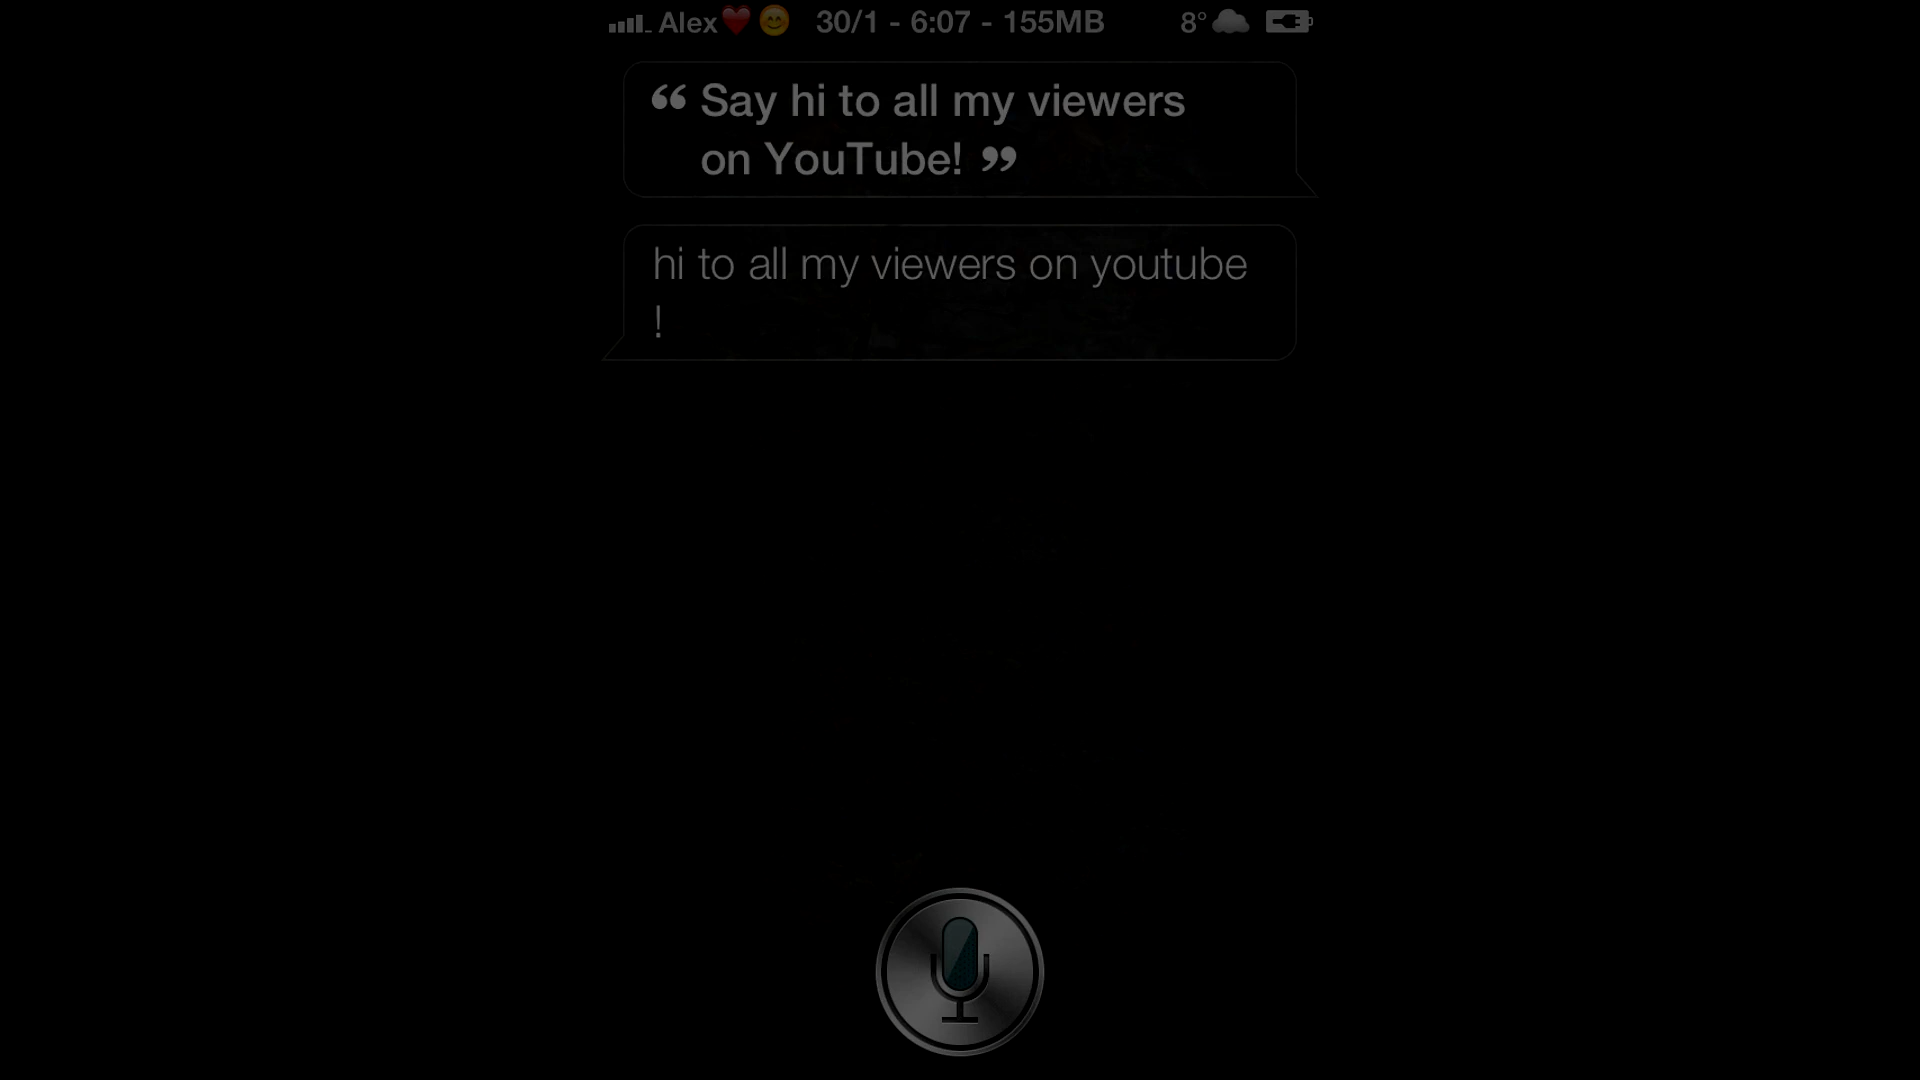 Alex❤️😊 30/1 - 6:07 - 155MB 8°
“ Say hi to all my viewers
on YouTube! ”
hi to all my viewers on youtube
!